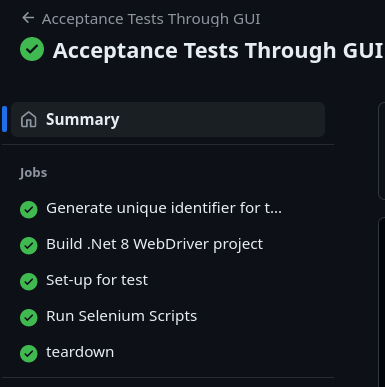 Acceptance Tests Through GUI
Acceptance Tests Through GUI
Summary
Jobs
Generate unique identifier for t...
Build .Net 8 WebDriver project
Set-up for test
Run Selenium Scripts
teardown